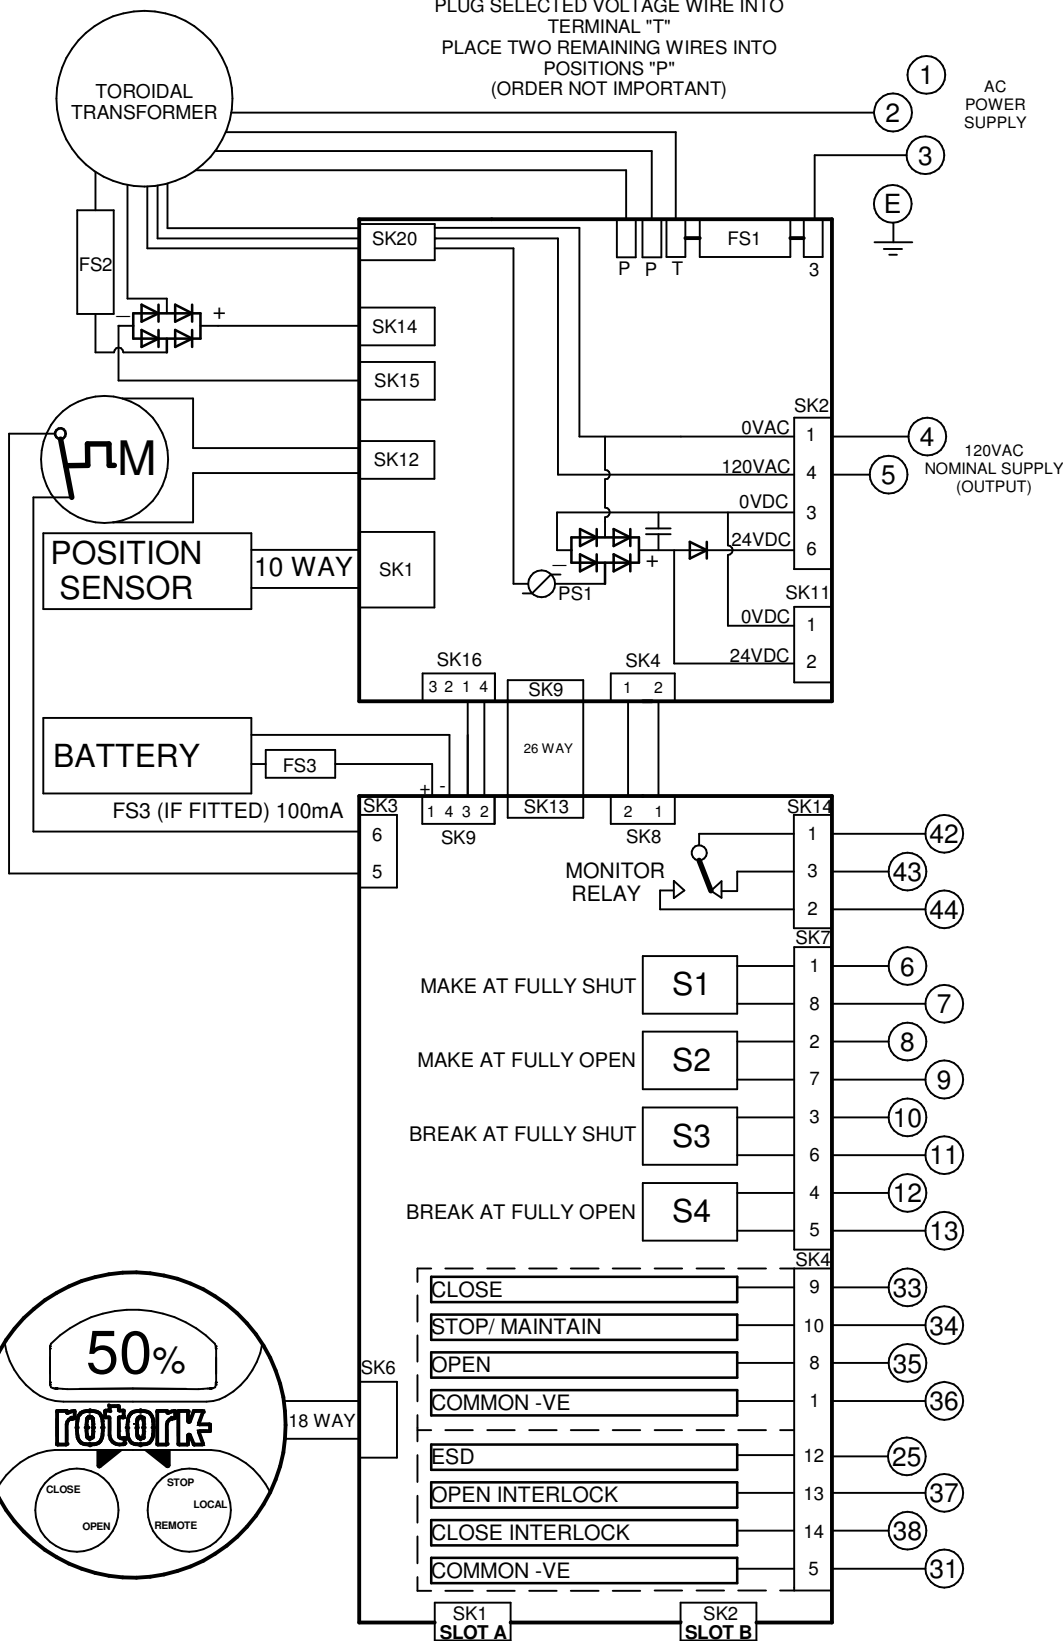 PLUG SELECTED VOLTAGE WIRE INTO
TERMINAL "T"
PLACE TWO REMAINING WIRES INTO
POSITIONS "P"
(ORDER NOT IMPORTANT)
TOROIDAL
TRANSFORMER
1
2
3
E
AC
POWER
SUPPLY
FS2
SK20
P P T
FS1
3
SK14
SK15
- +
M
SK12
POSITION
SENSOR
10 WAY
SK1
SK2
0VAC 1 4
120VAC 4 5
120VAC
NOMINAL SUPPLY
(OUTPUT)
0VDC 3
24VDC 6
- +
PS1
SK11
0VDC 1
24VDC 2
SK16
3 2 1 4
SK9
SK4
1 2
26 WAY
BATTERY
FS3
FS3 (IF FITTED) 100mA
+ -
SK3
6
5
1 4 3 2
SK9
SK13
2 1
SK8
MONITOR
RELAY
SK14
1 42
3 43
2 44
SK7
MAKE AT FULLY SHUT S1
1 6
8 7
MAKE AT FULLY OPEN S2
2 8
7 9
BREAK AT FULLY SHUT S3
3 10
6 11
BREAK AT FULLY OPEN S4
4 12
5 13
SK4
CLOSE 9 33
STOP/ MAINTAIN 10 34
OPEN 8 35
COMMON -VE 1 36
ESD 12 25
OPEN INTERLOCK 13 37
CLOSE INTERLOCK 14 38
COMMON -VE 5 31
50%
rotork
CLOSE
OPEN
STOP
LOCAL
REMOTE
18 WAY
SK6
SK1
SLOT A
SK2
SLOT B